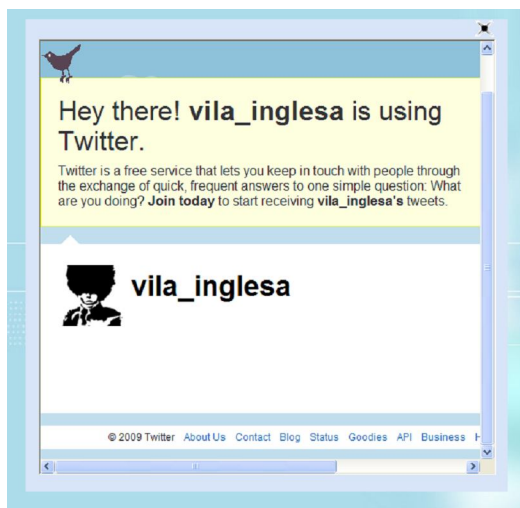 Hey there! vila_inglesa is using
Twitter.
Twitter is a free service that lets you keep in touch with people through
the exchange of quick, frequent answers to one simple question: What
are you doing? Join today to start receiving vila_inglesa's tweets.
vila_inglesa
© 2009 Twitter About Us Contact Blog Status Goodies API Business